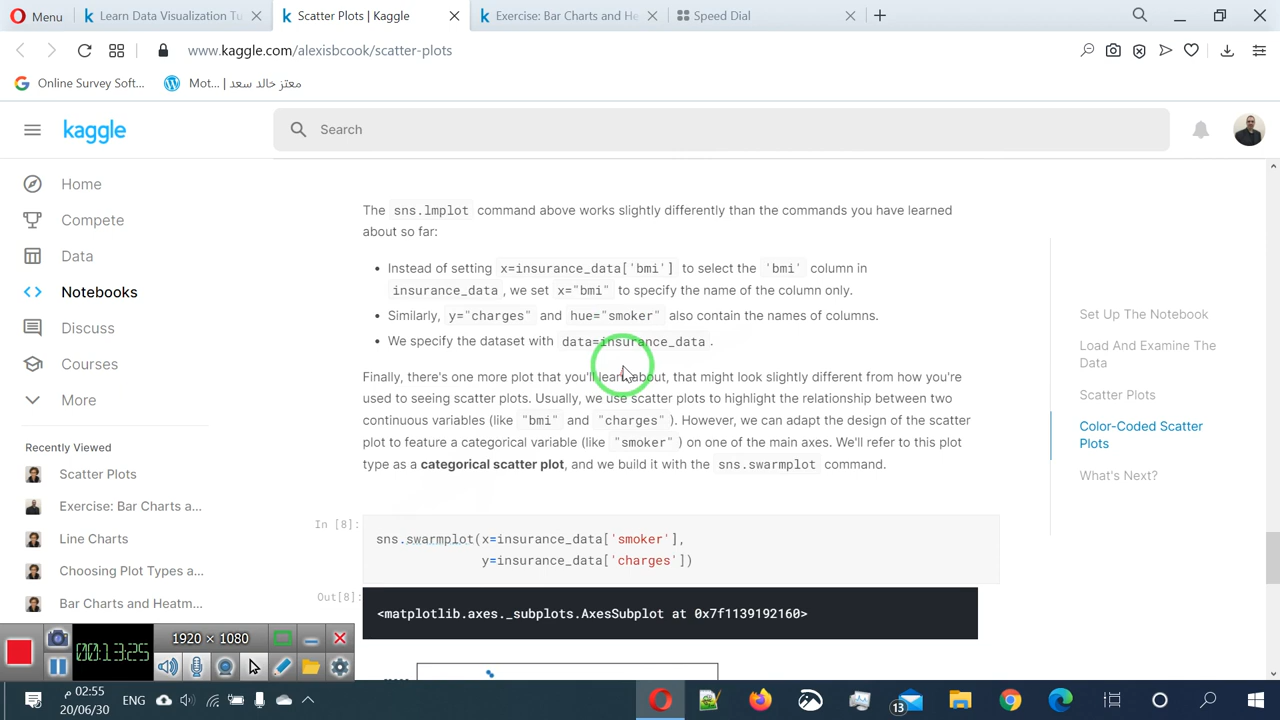 Menu
Learn Data Visualization Tu
Scatter Plots | Kaggle
Exercise: Bar Charts and He
Speed Dial
www.kaggle.com/alexisbcook/scatter-plots
Online Survey Soft...
Mot... | معتز خالد سعد
kaggle
Search
Home
Compete
Data
Notebooks
Discuss
Courses
More
Recently Viewed
Scatter Plots
Exercise: Bar Charts a...
Line Charts
Choosing Plot Types a...
Bar Charts and Heatm...
The sns.lmplot command above works slightly differently than the commands you have learned
about so far:
• Instead of setting x=insurance_data['bmi'] to select the 'bmi' column in
insurance_data, we set x="bmi" to specify the name of the column only.
• Similarly, y="charges" and hue="smoker" also contain the names of columns.
• We specify the dataset with data=insurance_data.
Finally, there's one more plot that you'll learn about, that might look slightly different from how you're
used to seeing scatter plots. Usually, we use scatter plots to highlight the relationship between two
continuous variables (like "bmi" and "charges"). However, we can adapt the design of the scatter
plot to feature a categorical variable (like "smoker") on one of the main axes. We'll refer to this plot
type as a categorical scatter plot, and we build it with the sns.swarmplot command.
In [8]:
sns.swarmplot(x=insurance_data['smoker'],
y=insurance_data['charges'])
Out[8]:
<matplotlib.axes._subplots.AxesSubplot at 0x7f1139192160>
Set Up The Notebook
Load And Examine The
Data
Scatter Plots
Color-Coded Scatter
Plots
What's Next?
00:13:25
1920 × 1080
02:55 م
20/06/30
ENG
13